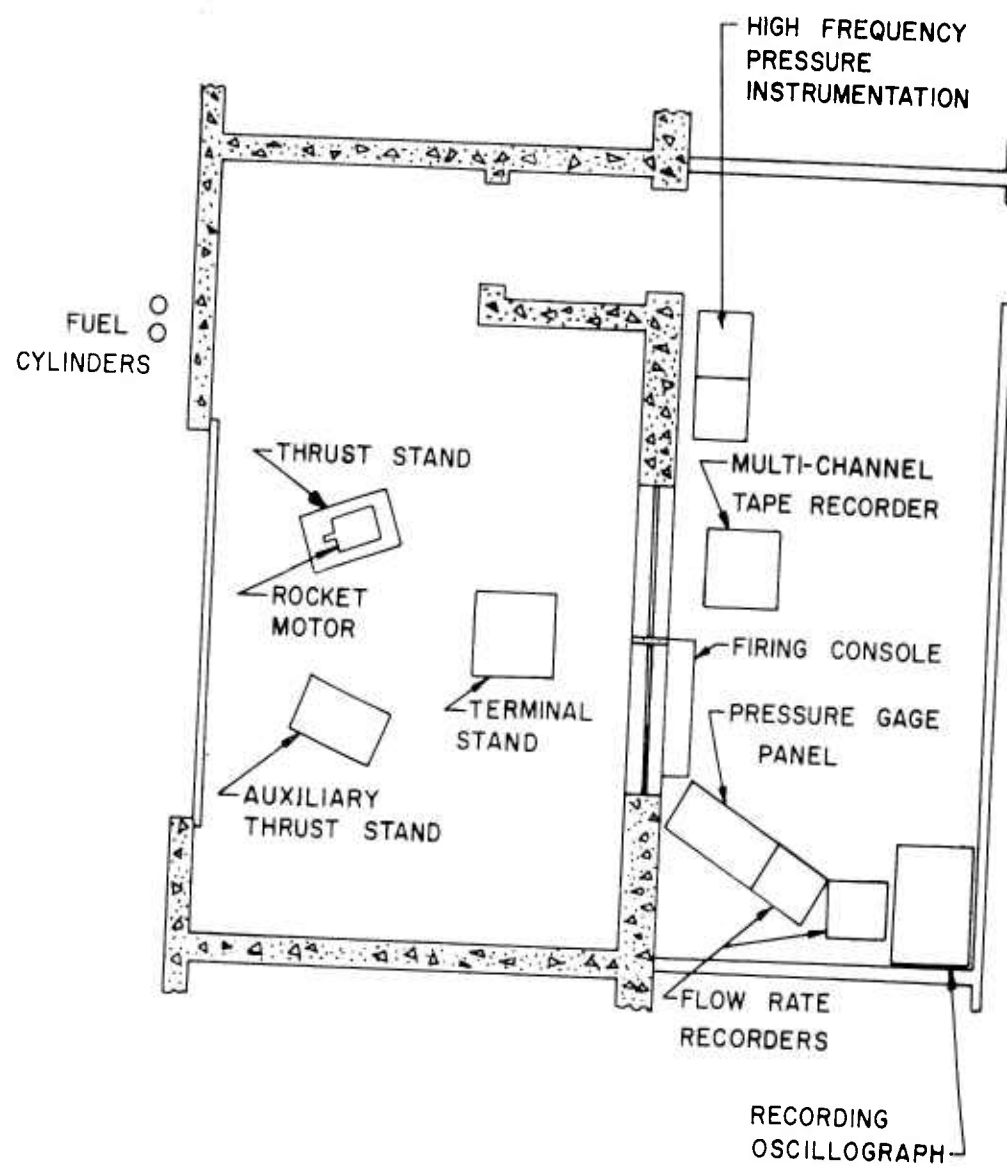 HIGH FREQUENCY
PRESSURE
INSTRUMENTATION
FUEL
CYLINDERS
THRUST STAND
MULTI-CHANNEL
TAPE RECORDER
ROCKET
MOTOR
FIRING CONSOLE
TERMINAL
STAND
PRESSURE GAGE
PANEL
AUXILIARY
THRUST STAND
FLOW RATE
RECORDERS
RECORDING
OSCILLOGRAPH